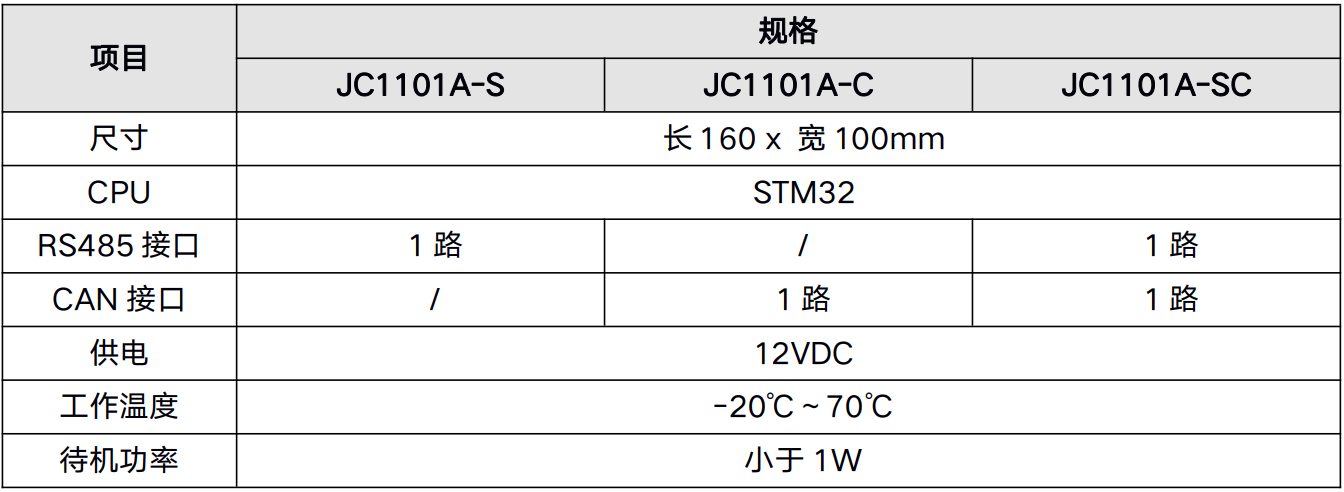 项目
规格
JC1101A-S
JC1101A-C
JC1101A-SC
尺寸
长 160 x 宽 100mm
CPU
STM32
RS485 接口
1 路
/
1 路
CAN 接口
/
1 路
1 路
供电
12VDC
工作温度
-20℃ ~ 70℃
待机功率
小于 1W